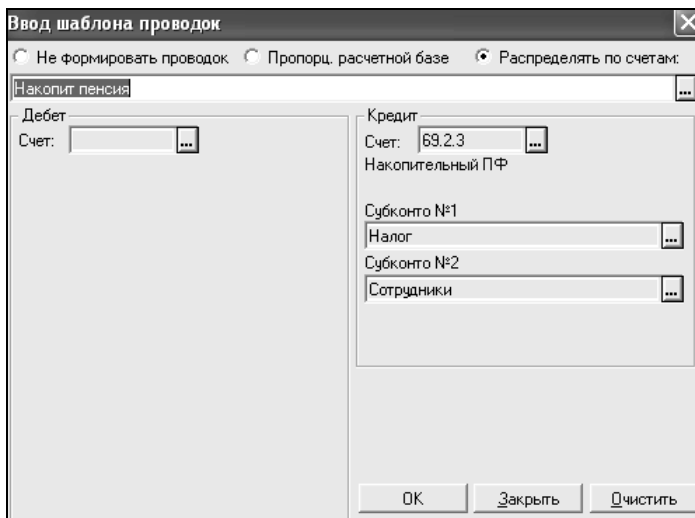 Ввод шаблона проводок
Не формировать проводок Пропорц. расчетной базе Распределять по счетам:
Накопит пенсия ...
Дебет
Счет: ...
Кредит
Счет: 69.2.3 ...
Накопительный ПФ
Субконто №1
Налог ...
Субконто №2
Сотрудники ...
OK Закрыть Очистить